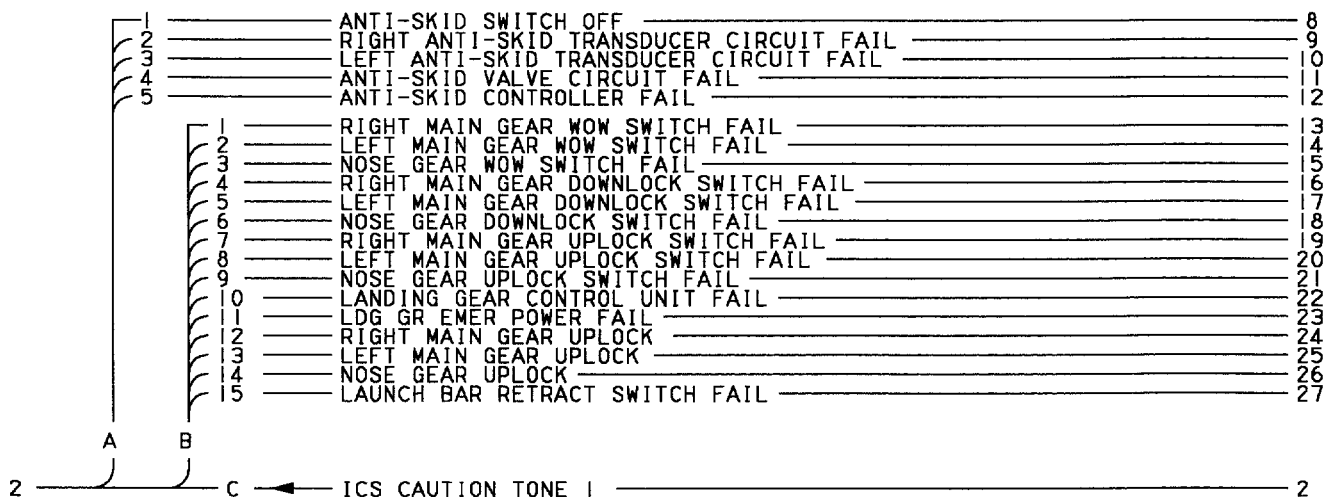 1 ANTI-SKID SWITCH OFF 8
2 RIGHT ANTI-SKID TRANSDUCER CIRCUIT FAIL 9
3 LEFT ANTI-SKID TRANSDUCER CIRCUIT FAIL 10
4 ANTI-SKID VALVE CIRCUIT FAIL 11
5 ANTI-SKID CONTROLLER FAIL 12
1 RIGHT MAIN GEAR WOW SWITCH FAIL 13
2 LEFT MAIN GEAR WOW SWITCH FAIL 14
3 NOSE GEAR WOW SWITCH FAIL 15
4 RIGHT MAIN GEAR DOWNLOCK SWITCH FAIL 16
5 LEFT MAIN GEAR DOWNLOCK SWITCH FAIL 17
6 NOSE GEAR DOWNLOCK SWITCH FAIL 18
7 RIGHT MAIN GEAR UPLOCK SWITCH FAIL 19
8 LEFT MAIN GEAR UPLOCK SWITCH FAIL 20
9 NOSE GEAR UPLOCK SWITCH FAIL 21
10 LANDING GEAR CONTROL UNIT FAIL 22
11 LDG GR EMER POWER FAIL 23
12 RIGHT MAIN GEAR UPLOCK 24
13 LEFT MAIN GEAR UPLOCK 25
14 NOSE GEAR UPLOCK 26
15 LAUNCH BAR RETRACT SWITCH FAIL 27
A B
2 C ICS CAUTION TONE 1 2